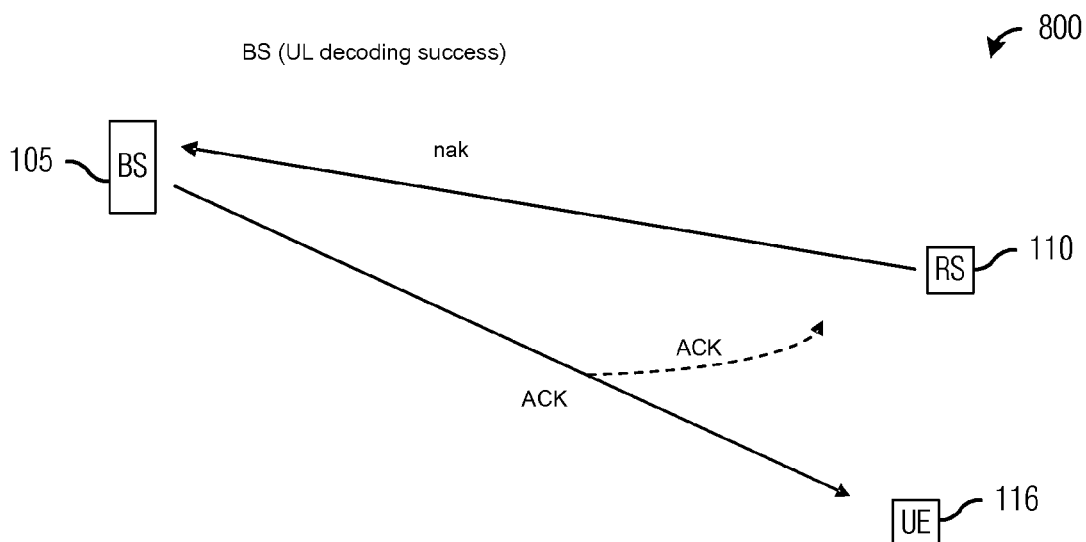 800
BS (UL decoding success)
105
BS
nak
RS
110
ACK
ACK
116
UE